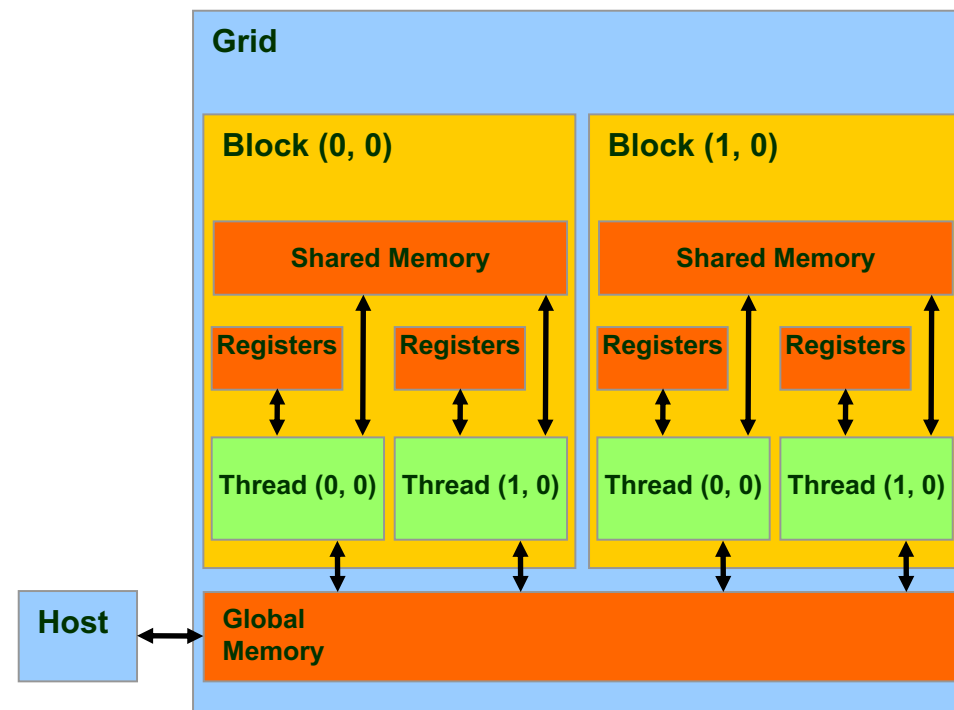 Grid
Block (0, 0)
Block (1, 0)
Shared Memory
Shared Memory
Registers
Registers
Registers
Registers
Thread (0, 0)
Thread (1, 0)
Thread (0, 0)
Thread (1, 0)
Host
Global
Memory